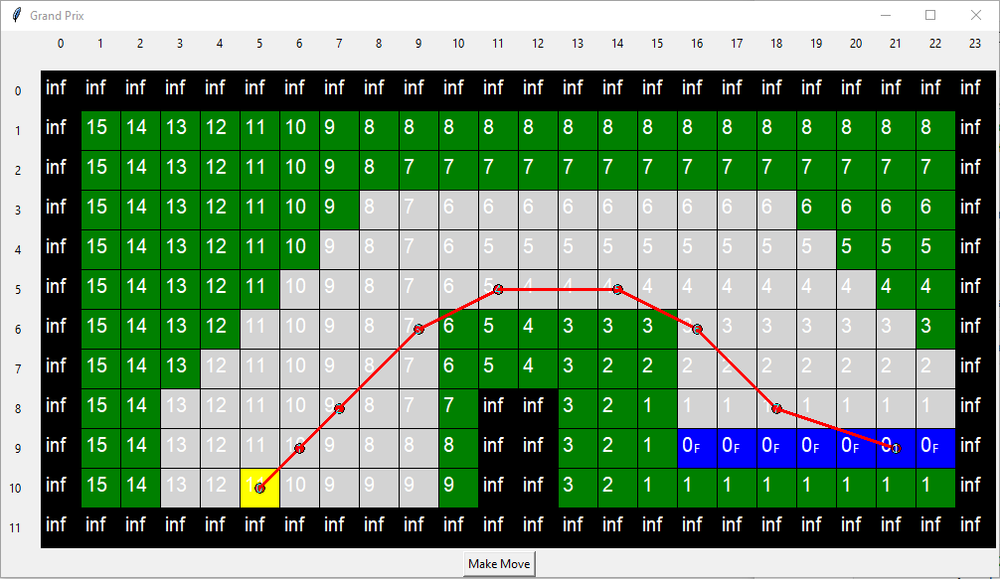 Grand Prix
0 1 2 3 4 5 6 7 8 9 10 11 12 13 14 15 16 17 18 19 20 21 22 23
0 inf inf inf inf inf inf inf inf inf inf inf inf inf inf inf inf inf inf inf inf inf inf inf inf
1 inf 15 14 13 12 11 10 9 8 8 8 8 8 8 8 8 8 8 8 8 8 8 8 inf
2 inf 15 14 13 12 11 10 9 8 7 7 7 7 7 7 7 7 7 7 7 7 7 7 inf
3 inf 15 14 13 12 11 10 9 8 7 6 6 6 6 6 6 6 6 6 6 6 6 6 inf
4 inf 15 14 13 12 11 10 9 8 7 6 5 5 5 5 5 5 5 5 5 5 5 5 inf
5 inf 15 14 13 12 11 10 9 8 7 6 5 4 4 4 4 4 4 4 4 4 4 4 inf
6 inf 15 14 13 12 11 10 9 8 7 6 5 4 3 3 3 3 3 3 3 3 3 3 inf
7 inf 15 14 13 12 11 10 9 8 7 6 5 4 3 2 2 2 2 2 2 2 2 2 inf
8 inf 15 14 13 12 11 10 9 8 7 7 inf inf 3 2 1 1 1 1 1 1 1 1 inf
9 inf 15 14 13 12 11 10 9 8 8 8 inf inf 3 2 1 0F 0F 0F 0F 0F 0F 0F inf
10 inf 15 14 13 12 11 10 9 9 9 9 inf inf 3 2 1 1 1 1 1 1 1 1 inf
11 inf inf inf inf inf inf inf inf inf inf inf inf inf inf inf inf inf inf inf inf inf inf inf inf
Make Move